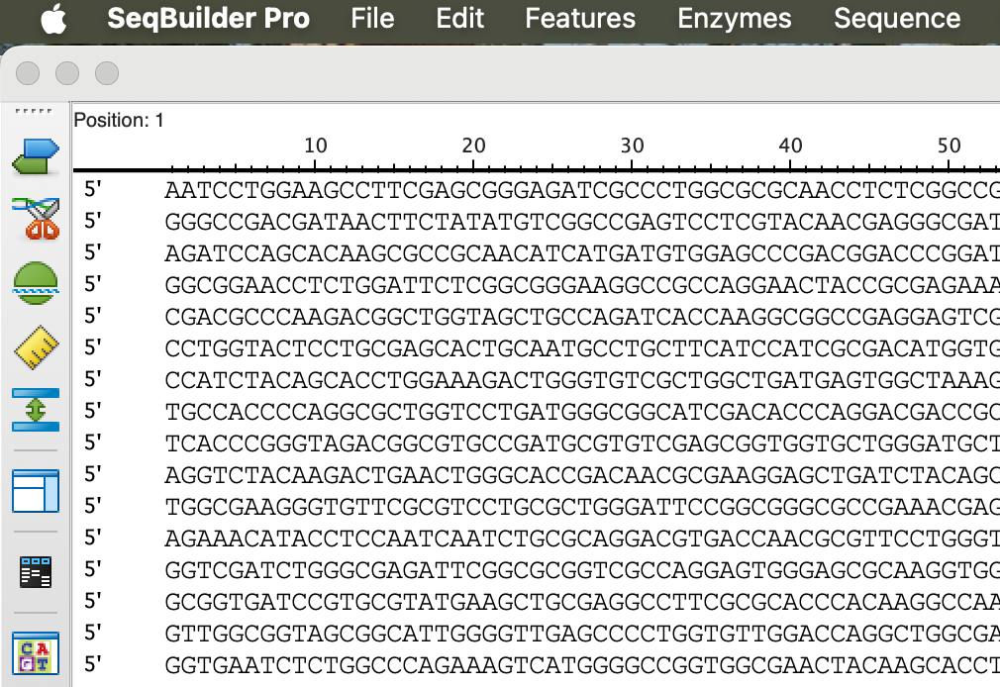 SeqBuilder Pro File Edit Features Enzymes Sequence
Position: 1
10 20 30 40 50
5' AATCCTGGAAGCCTTCGAGCGGGAGATCGCCCTGGCGCGCAACCTCTCGGCCG
5' GGGCCGACGATAACTTCTATATGTCGGCCGAGTCCTCGTACAACGAGGGCGAT
5' AGATCCAGCACAAGCGCCGCAACATCATGATGTGGAGCCCGACGGACCCGGAT
5' GGCGGAACCTCTGGATTCTCGGCGGGAAGGCCGCCAGGAACTACCGCGAGAAA
5' CGACGCCCAAGACGGCTGGTAGCTGCCAGATCACCAAGGCGGCCGAGGAGTCG
5' CCTGGTACTCCTGCGAGCACTGCAATGCCTGCTTCATCCATCGCGACATGGTG
5' CCATCTACAGCACCTGGAAAGACTGGGTGTCGCTGGCTGATGAGTGGCTAAAG
5' TGCCACCCCAGGCGCTGGTCCTGATGGGCGGCATCGACACCCAGGACGACCGC
5' TCACCCGGGTAGACGGCGTGCCGATGCGTGTCGAGCGGTGGTGCTGGGATGCT
5' AGGTCTACAAGACTGAACTGGGCACCGACAACGCGAAGGAGCTGATCTACAGC
5' TGGCGAAGGGTGTTCGCGTCCTGCGCTGGGATTCCGGCGGGCGCCGAAACGAG
5' AGAAACATACCTCCAATCAATCTGCGCAGGACGTGACCAACGCGTTCCTGGGT
5' GGTCGATCTGGGCGAGATTCGGCGCGGTCGCCAGGAGTGGGAGCGCAAGGTGG
5' GCGGTGATCCGTGCGTATGAAGCTGCGAGGCCTTCGCGCACCCACAAGGCCAA
5' GTTGGCGGTAGCGGCATTGGGGTTGAGCCCCTGGTGTTGGACCAGGCTGGCGA
5' GGTGAATCTCTGGCCCAGAAAGTCATGGGGCCGGTGGCGAACTACAAGCACCT
C A
G T